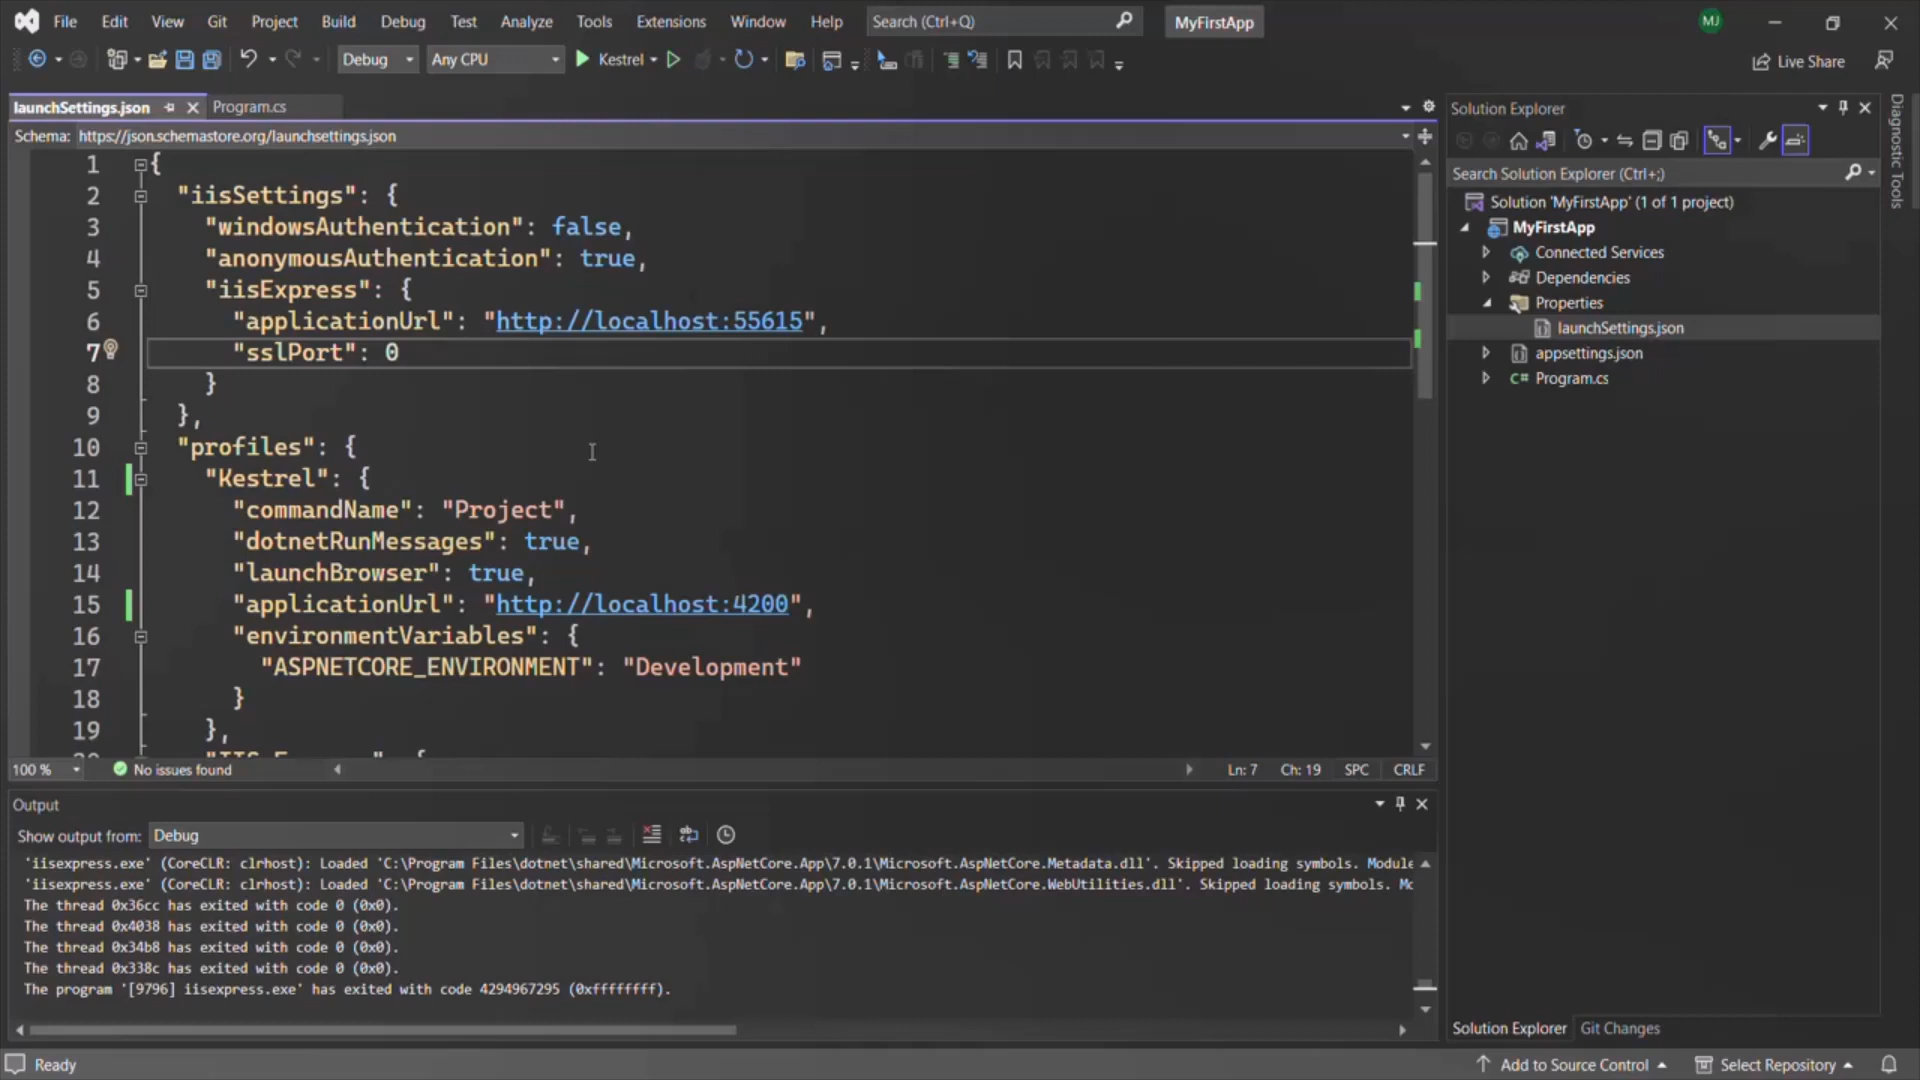 File Edit View Git Project Build Debug Test Analyze Tools Extensions Window Help Search (Ctrl+Q) MyFirstApp MJ
Debug Any CPU Kestrel Live Share
launchSettings.json Program.cs
Schema: https://json.schemastore.org/launchsettings.json
1 {
2 "iisSettings": {
3 "windowsAuthentication": false,
4 "anonymousAuthentication": true,
5 "iisExpress": {
6 "applicationUrl": "http://localhost:55615",
7 "sslPort": 0
8 }
9 },
10 "profiles": {
11 "Kestrel": {
12 "commandName": "Project",
13 "dotnetRunMessages": true,
14 "launchBrowser": true,
15 "applicationUrl": "http://localhost:4200",
16 "environmentVariables": {
17 "ASPNETCORE_ENVIRONMENT": "Development"
18 }
19 },
100 % No issues found Ln: 7 Ch: 19 SPC CRLF
Output
Show output from: Debug
'iisexpress.exe' (CoreCLR: clrhost): Loaded 'C:\Program Files\dotnet\shared\Microsoft.AspNetCore.App\7.0.1\Microsoft.AspNetCore.Metadata.dll'. Skipped loading symbols. Module
'iisexpress.exe' (CoreCLR: clrhost): Loaded 'C:\Program Files\dotnet\shared\Microsoft.AspNetCore.App\7.0.1\Microsoft.AspNetCore.WebUtilities.dll'. Skipped loading symbols. Mo
The thread 0x36cc has exited with code 0 (0x0).
The thread 0x4038 has exited with code 0 (0x0).
The thread 0x34b8 has exited with code 0 (0x0).
The thread 0x338c has exited with code 0 (0x0).
The program '[9796] iisexpress.exe' has exited with code 4294967295 (0xffffffff).
Solution Explorer
Search Solution Explorer (Ctrl+;)
Solution 'MyFirstApp' (1 of 1 project)
MyFirstApp
Connected Services
Dependencies
Properties
launchSettings.json
appsettings.json
C# Program.cs
Solution Explorer Git Changes
Diagnostic Tools
Ready Add to Source Control Select Repository